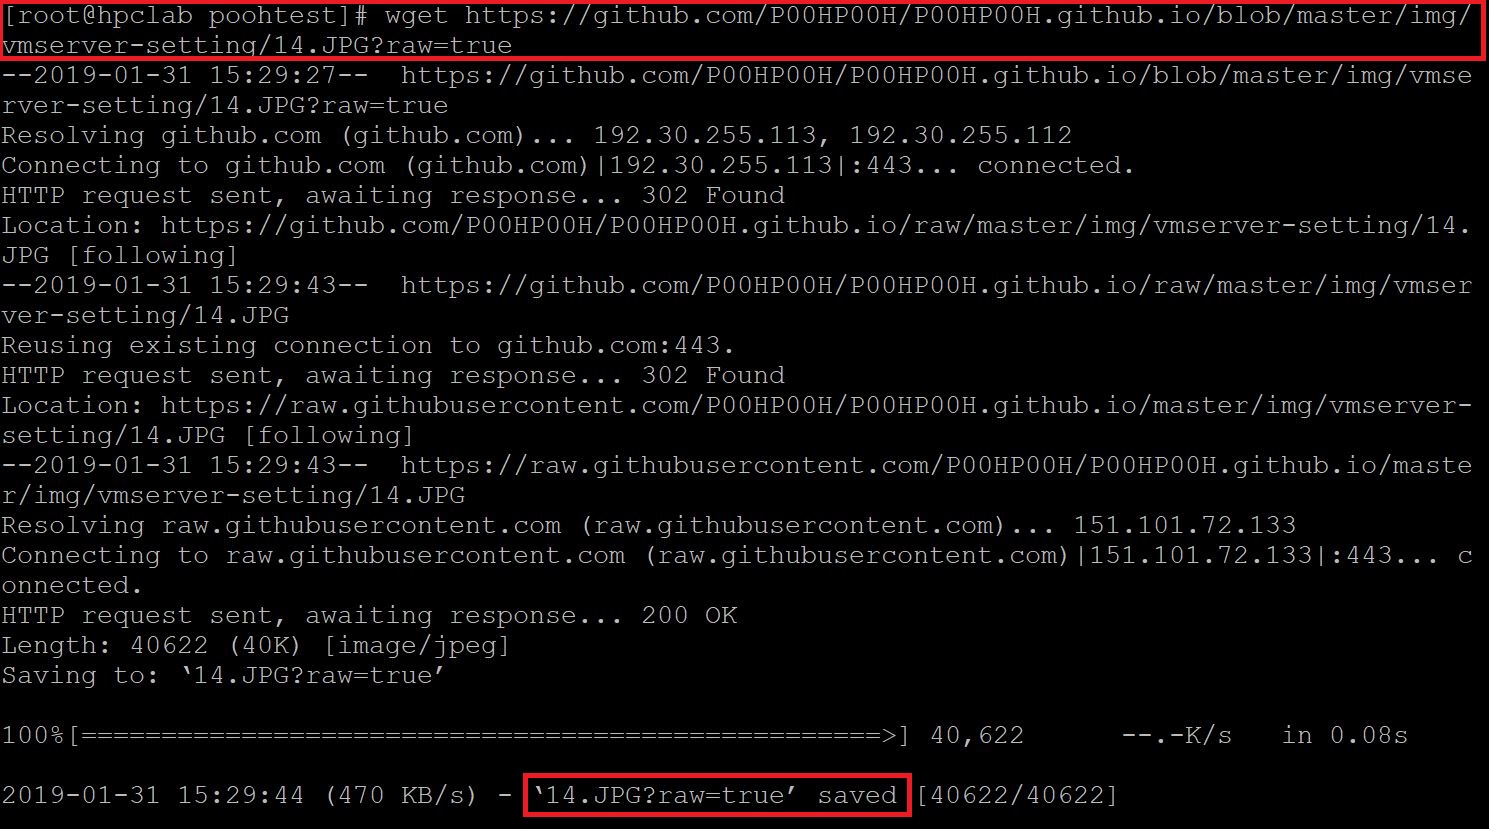 [root@hpclab poohtest]# wget https://github.com/P00HP00H/P00HP00H.github.io/blob/master/img/
vmserver-setting/14.JPG?raw=true
--2019-01-31 15:29:27--  https://github.com/P00HP00H/P00HP00H.github.io/blob/master/img/vmse
rver-setting/14.JPG?raw=true
Resolving github.com (github.com)... 192.30.255.113, 192.30.255.112
Connecting to github.com (github.com)|192.30.255.113|:443... connected.
HTTP request sent, awaiting response... 302 Found
Location: https://github.com/P00HP00H/P00HP00H.github.io/raw/master/img/vmserver-setting/14.
JPG [following]
--2019-01-31 15:29:43--  https://github.com/P00HP00H/P00HP00H.github.io/raw/master/img/vmser
ver-setting/14.JPG
Reusing existing connection to github.com:443.
HTTP request sent, awaiting response... 302 Found
Location: https://raw.githubusercontent.com/P00HP00H/P00HP00H.github.io/master/img/vmserver-
setting/14.JPG [following]
--2019-01-31 15:29:43--  https://raw.githubusercontent.com/P00HP00H/P00HP00H.github.io/maste
r/img/vmserver-setting/14.JPG
Resolving raw.githubusercontent.com (raw.githubusercontent.com)... 151.101.72.133
Connecting to raw.githubusercontent.com (raw.githubusercontent.com)|151.101.72.133|:443... c
onnected.
HTTP request sent, awaiting response... 200 OK
Length: 40622 (40K) [image/jpeg]
Saving to: ‘14.JPG?raw=true’
100%[==================================================>] 40,622      --.-K/s   in 0.08s
2019-01-31 15:29:44 (470 KB/s) - ‘14.JPG?raw=true’ saved [40622/40622]